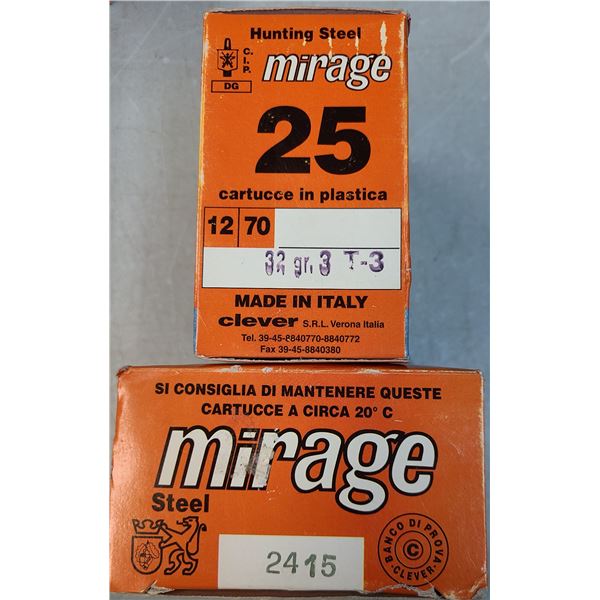 Hunting Steel
C.
I.
P.
mirage
DG
25
cartucce in plastica
12 70
32 gr. 3 T-3
MADE IN ITALY
clever S.R.L. Verona Italia
Tel. 39-45-8840770-8840772
Fax 39-45-8840380
SI CONSIGLIA DI MANTENERE QUESTE
CARTUCCE A CIRCA 20° C
mirage
Steel
2415
BANCO DI PROVA
C
- CLEVER -